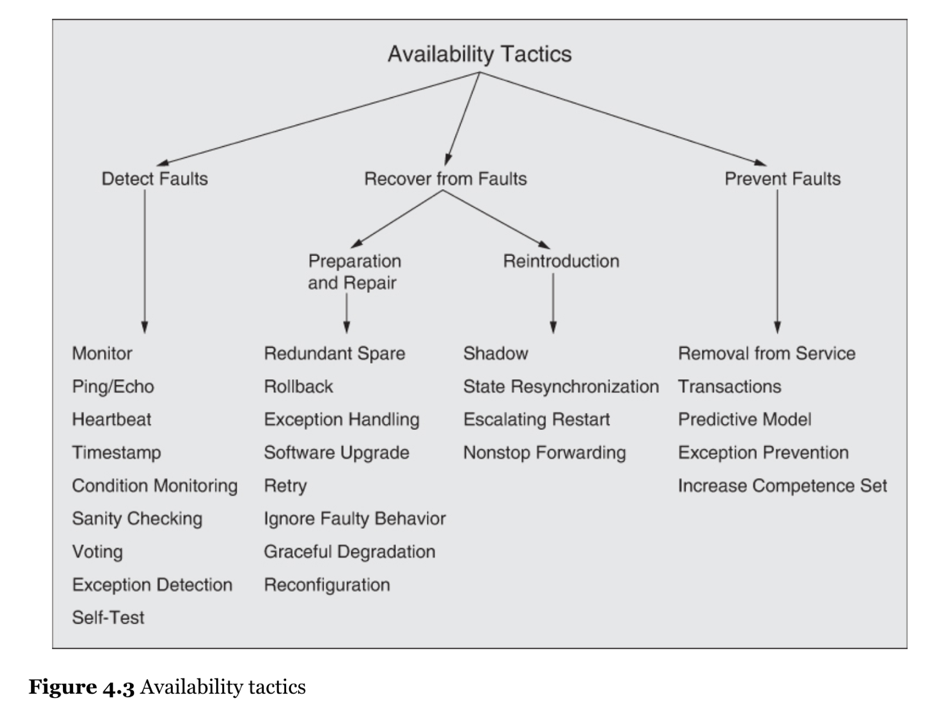 Availability Tactics
Detect Faults
Recover from Faults
Prevent Faults
Preparation
and Repair
Reintroduction
Monitor
Ping/Echo
Heartbeat
Timestamp
Condition Monitoring
Sanity Checking
Voting
Exception Detection
Self-Test
Redundant Spare
Rollback
Exception Handling
Software Upgrade
Retry
Ignore Faulty Behavior
Graceful Degradation
Reconfiguration
Shadow
State Resynchronization
Escalating Restart
Nonstop Forwarding
Removal from Service
Transactions
Predictive Model
Exception Prevention
Increase Competence Set
Figure 4.3 Availability tactics